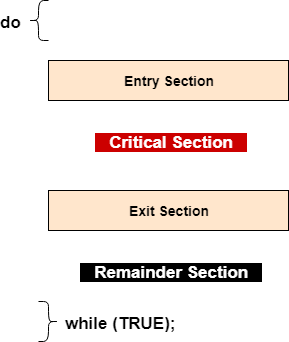 do
Entry Section
Critical Section
Exit Section
Remainder Section
while (TRUE);